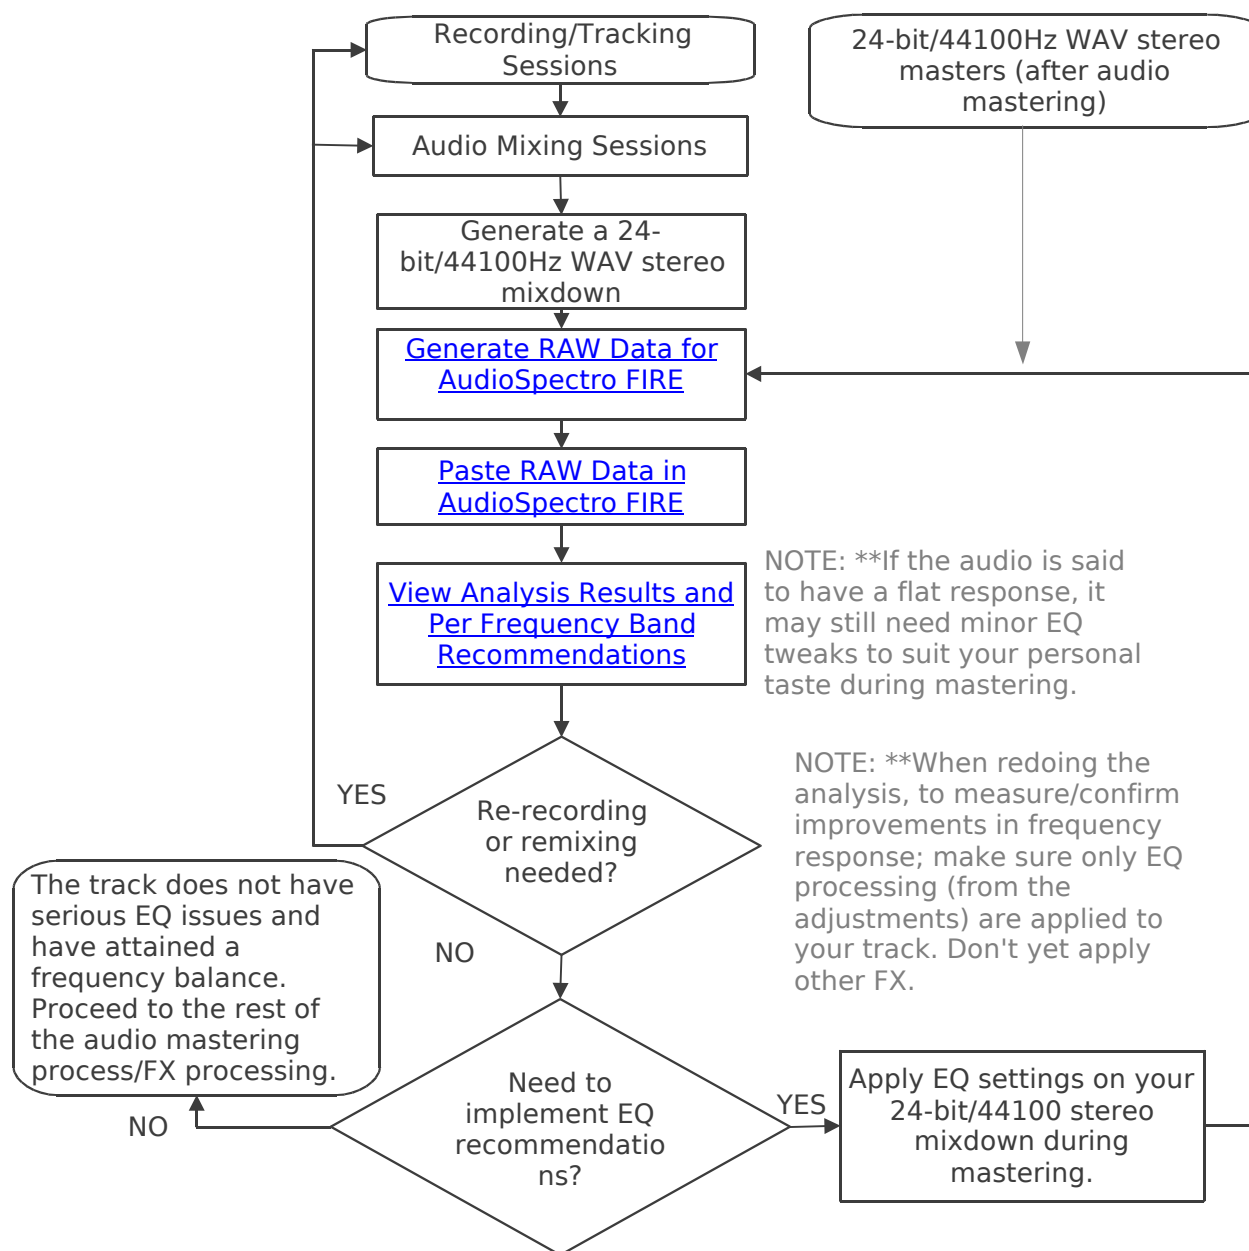 Recording/Tracking
Sessions
24-bit/44100Hz WAV stereo
masters (after audio
mastering)
Audio Mixing Sessions
Generate a 24-
bit/44100Hz WAV stereo
mixdown
Generate RAW Data for
AudioSpectro FIRE
Paste RAW Data in
AudioSpectro FIRE
View Analysis Results and
Per Frequency Band
Recommendations
NOTE: **If the audio is said
to have a flat response, it
may still need minor EQ
tweaks to suit your personal
taste during mastering.
YES
Re-recording
or remixing
needed?
NOTE: **When redoing the
analysis, to measure/confirm
improvements in frequency
response; make sure only EQ
processing (from the
adjustments) are applied to
your track. Don't yet apply
other FX.
NO
The track does not have
serious EQ issues and
have attained a
frequency balance.
Proceed to the rest of
the audio mastering
process/FX processing.
NO
Need to
implement EQ
recommendatio
ns?
YES
Apply EQ settings on your
24-bit/44100 stereo
mixdown during
mastering.